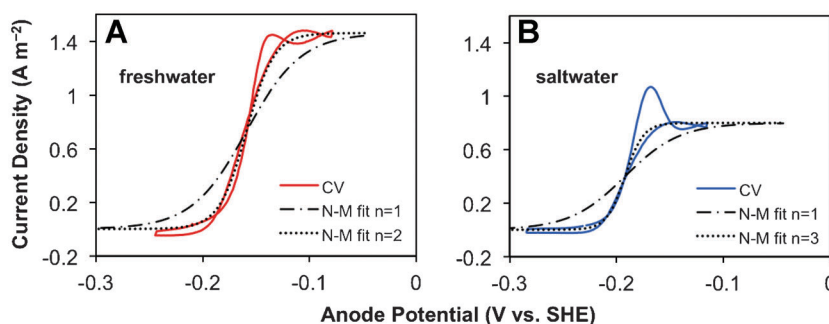 A
freshwater
1.4
1
0.6
0.2
-0.2
Current Density (A m⁻²)
CV
N-M fit n=1
N-M fit n=2
-0.3
-0.2
-0.1
0
B
saltwater
1.4
1
0.6
0.2
-0.2
CV
N-M fit n=1
N-M fit n=3
-0.3
-0.2
-0.1
0
Anode Potential (V vs. SHE)